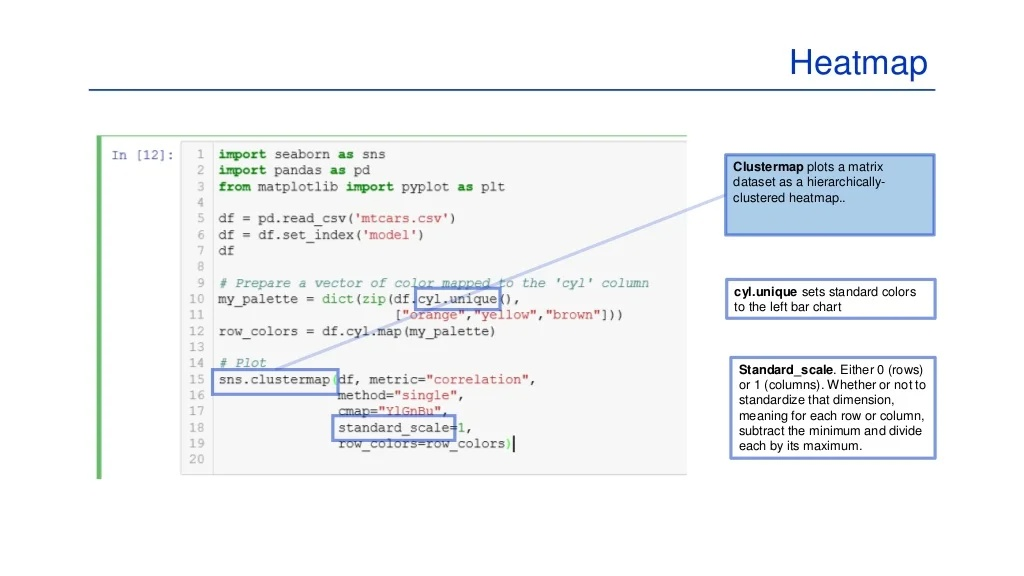 Heatmap
In [12]:
1 import seaborn as sns
2 import pandas as pd
3 from matplotlib import pyplot as plt
4
5 df = pd.read_csv('mtcars.csv')
6 df = df.set_index('model')
7 df
8
9 # Prepare a vector of color mapped to the 'cyl' column
10 my_palette = dict(zip(df.cyl.unique(),
11 ["orange","yellow","brown"]))
12 row_colors = df.cyl.map(my_palette)
13
14 # Plot
15 sns.clustermap(df, metric="correlation",
16 method="single",
17 cmap="YlGnBu",
18 standard_scale=1,
19 row_colors=row_colors)
20
Clustermap plots a matrix
dataset as a hierarchically-
clustered heatmap..
cyl.unique sets standard colors
to the left bar chart
Standard_scale. Either 0 (rows)
or 1 (columns). Whether or not to
standardize that dimension,
meaning for each row or column,
subtract the minimum and divide
each by its maximum.